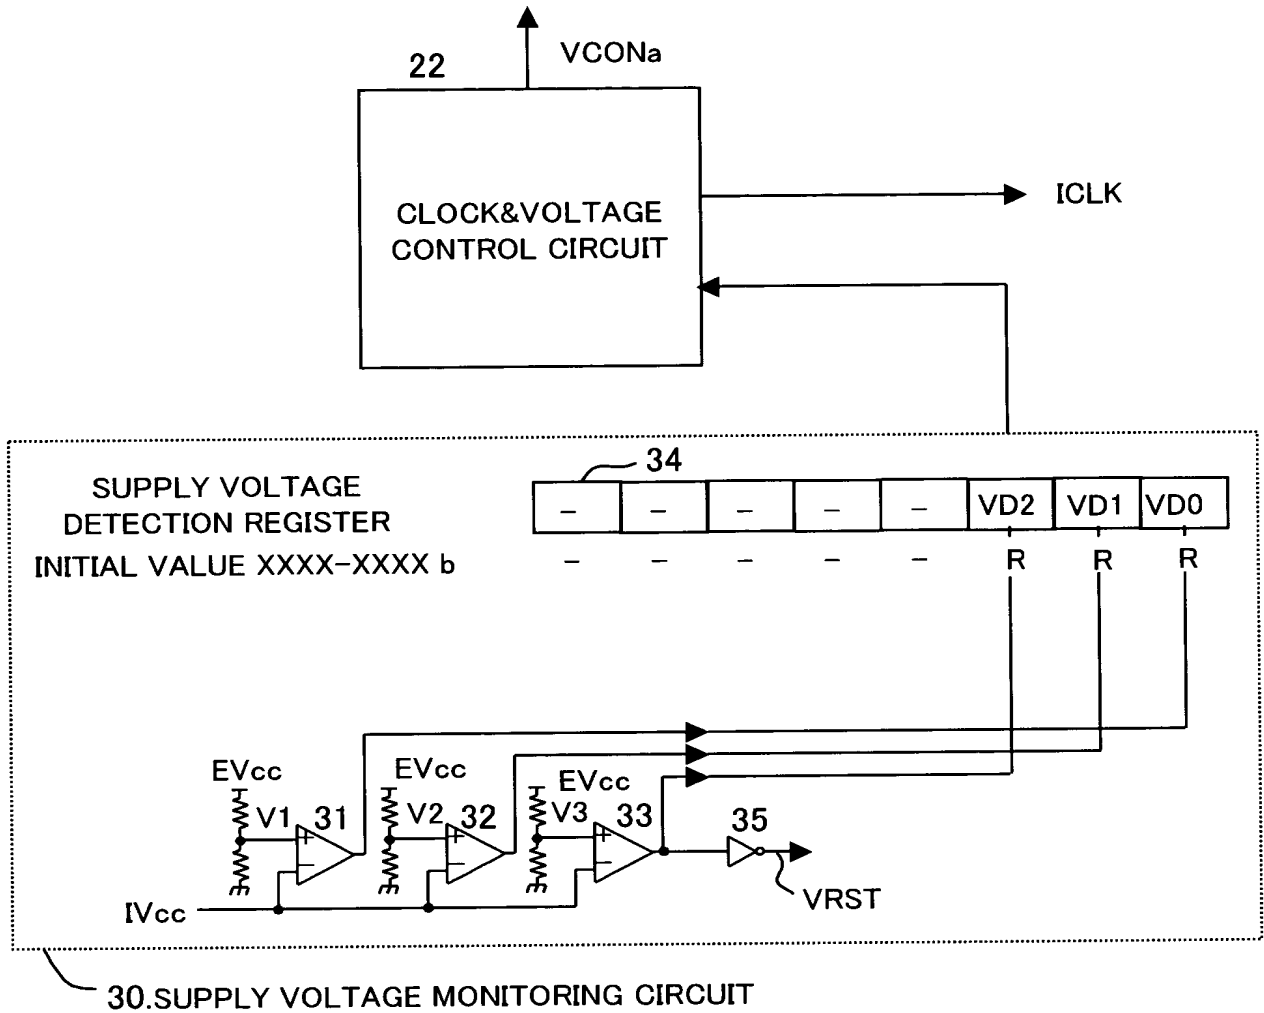 VCONa
22
CLOCK&VOLTAGE
CONTROL CIRCUIT
ICLK
34
SUPPLY VOLTAGE
DETECTION REGISTER
INITIAL VALUE XXXX-XXXX b
- - - - - VD2 VD1 VD0
- - - - - R R R
EVcc EVcc EVcc
V1 31 V2 32 V3 33 35
+ + +
- - -
IVcc
VRST
30.SUPPLY VOLTAGE MONITORING CIRCUIT